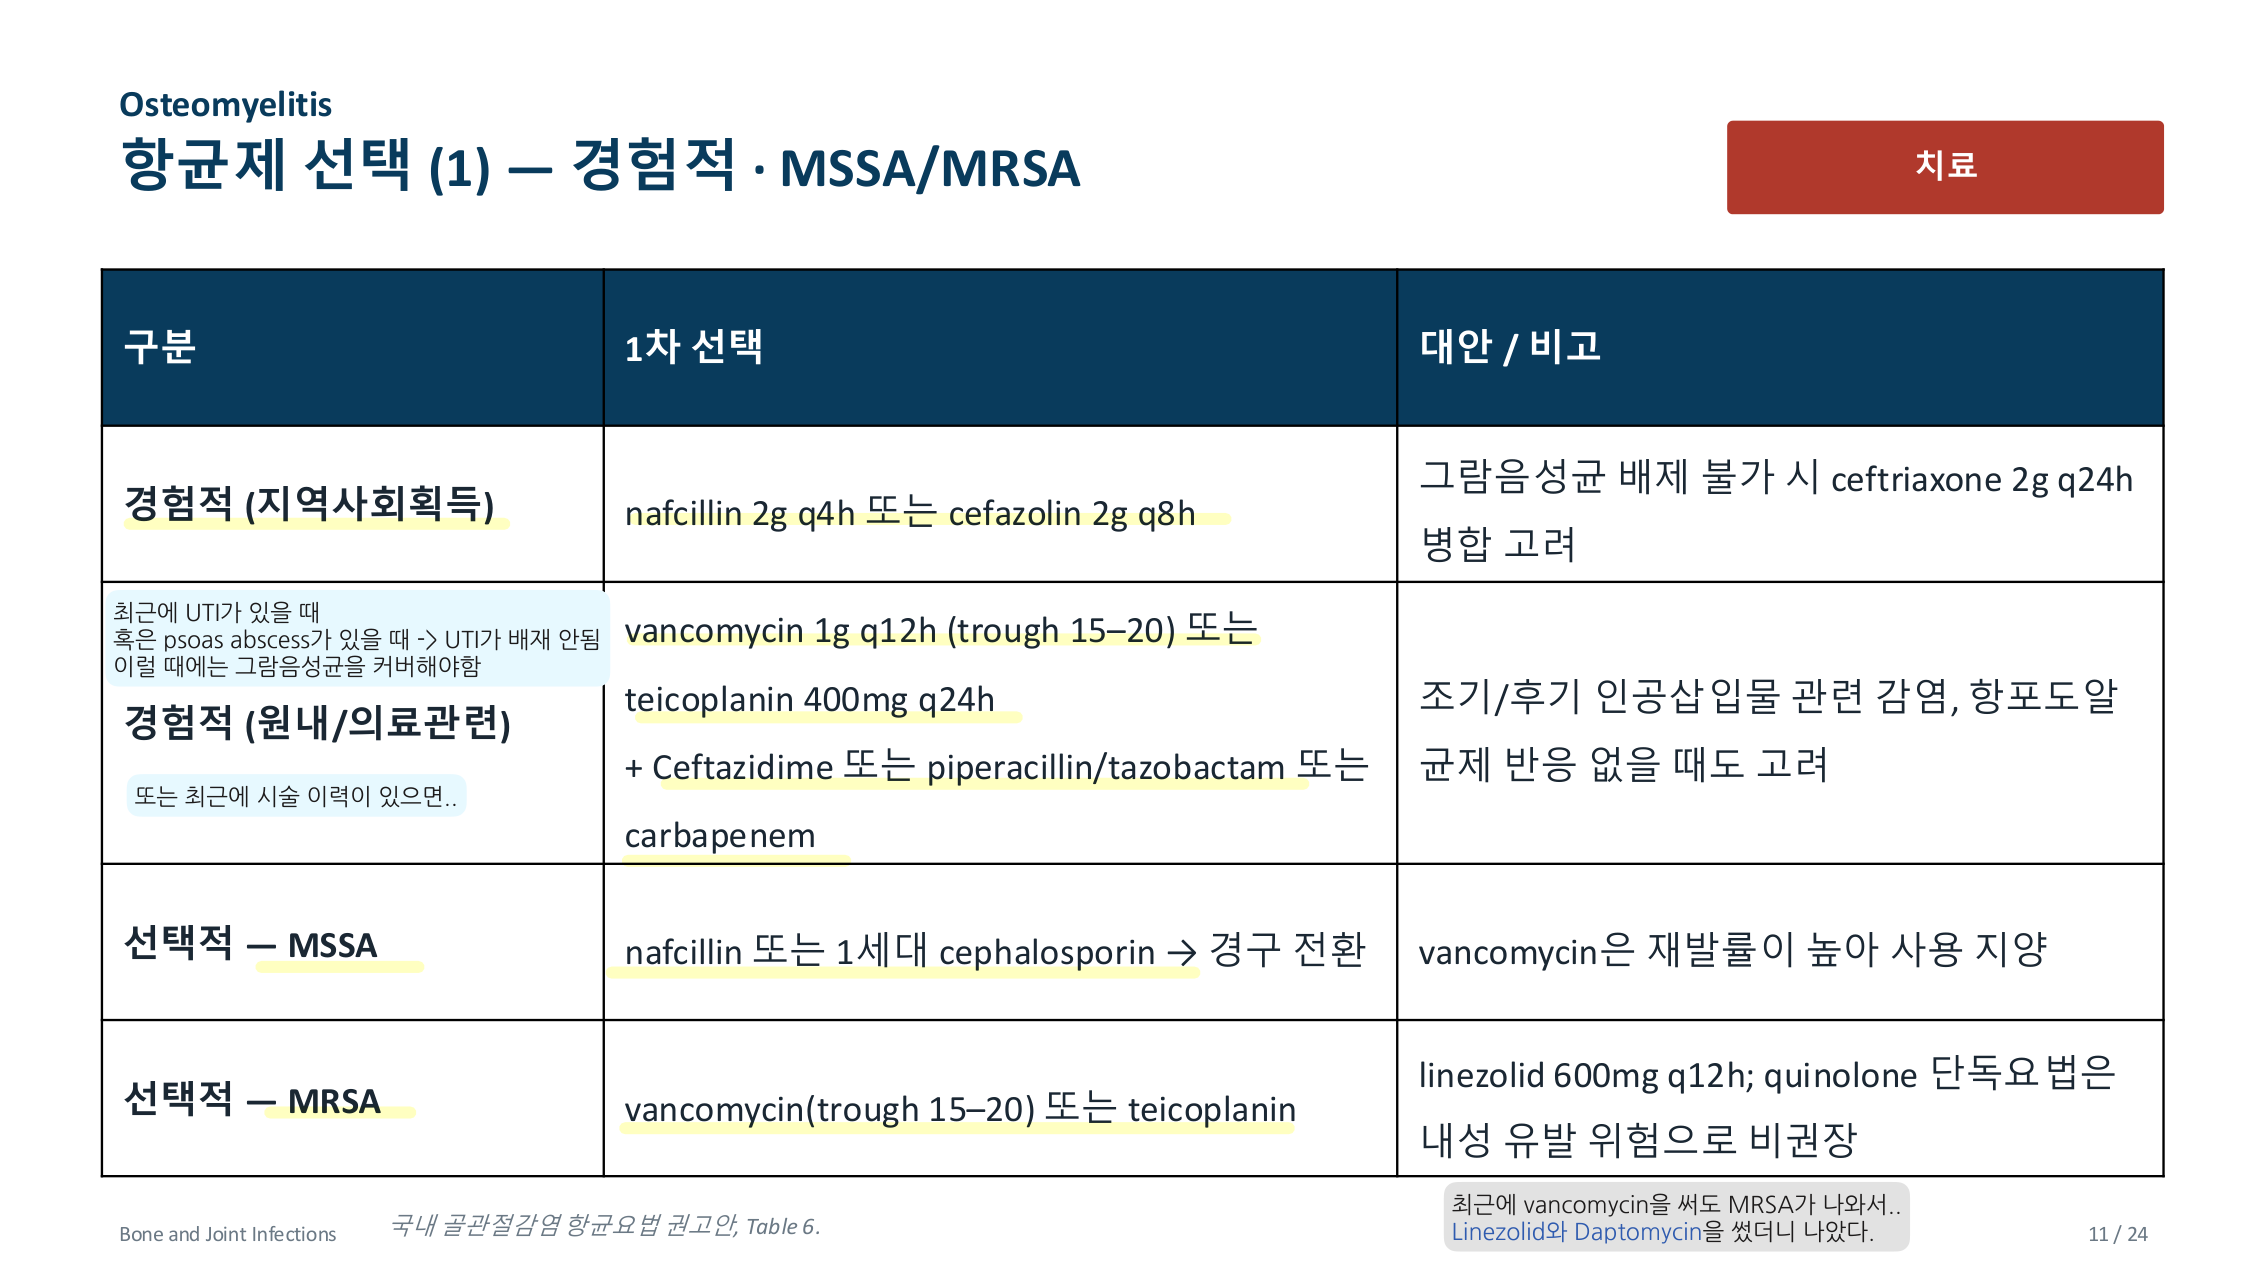 Osteomyelitis
항균제 선택 (1) — 경험적 · MSSA/MRSA
치료
구분
1차 선택
대안 / 비고
경험적 (지역사회획득)
nafcillin 2g q4h 또는 cefazolin 2g q8h
그람음성균 배제 불가 시 ceftriaxone 2g q24h
병합 고려
최근에 UTI가 있을 때
혹은 psoas abscess가 있을 때 -> UTI가 배재 안됨
이럴 때에는 그람음성균을 커버해야함
경험적 (원내/의료관련)
또는 최근에 시술 이력이 있으면..
vancomycin 1g q12h (trough 15–20) 또는
teicoplanin 400mg q24h
+ Ceftazidime 또는 piperacillin/tazobactam 또는
carbapenem
조기/후기 인공삽입물 관련 감염, 항포도알
균제 반응 없을 때도 고려
선택적 — MSSA
nafcillin 또는 1세대 cephalosporin → 경구 전환
vancomycin은 재발률이 높아 사용 지양
선택적 — MRSA
vancomycin(trough 15–20) 또는 teicoplanin
linezolid 600mg q12h; quinolone 단독요법은
내성 유발 위험으로 비권장
최근에 vancomycin을 써도 MRSA가 나와서..
Linezolid와 Daptomycin을 썼더니 나았다.
Bone and Joint Infections
국내 골관절감염 항균요법 권고안, Table 6.
11 / 24